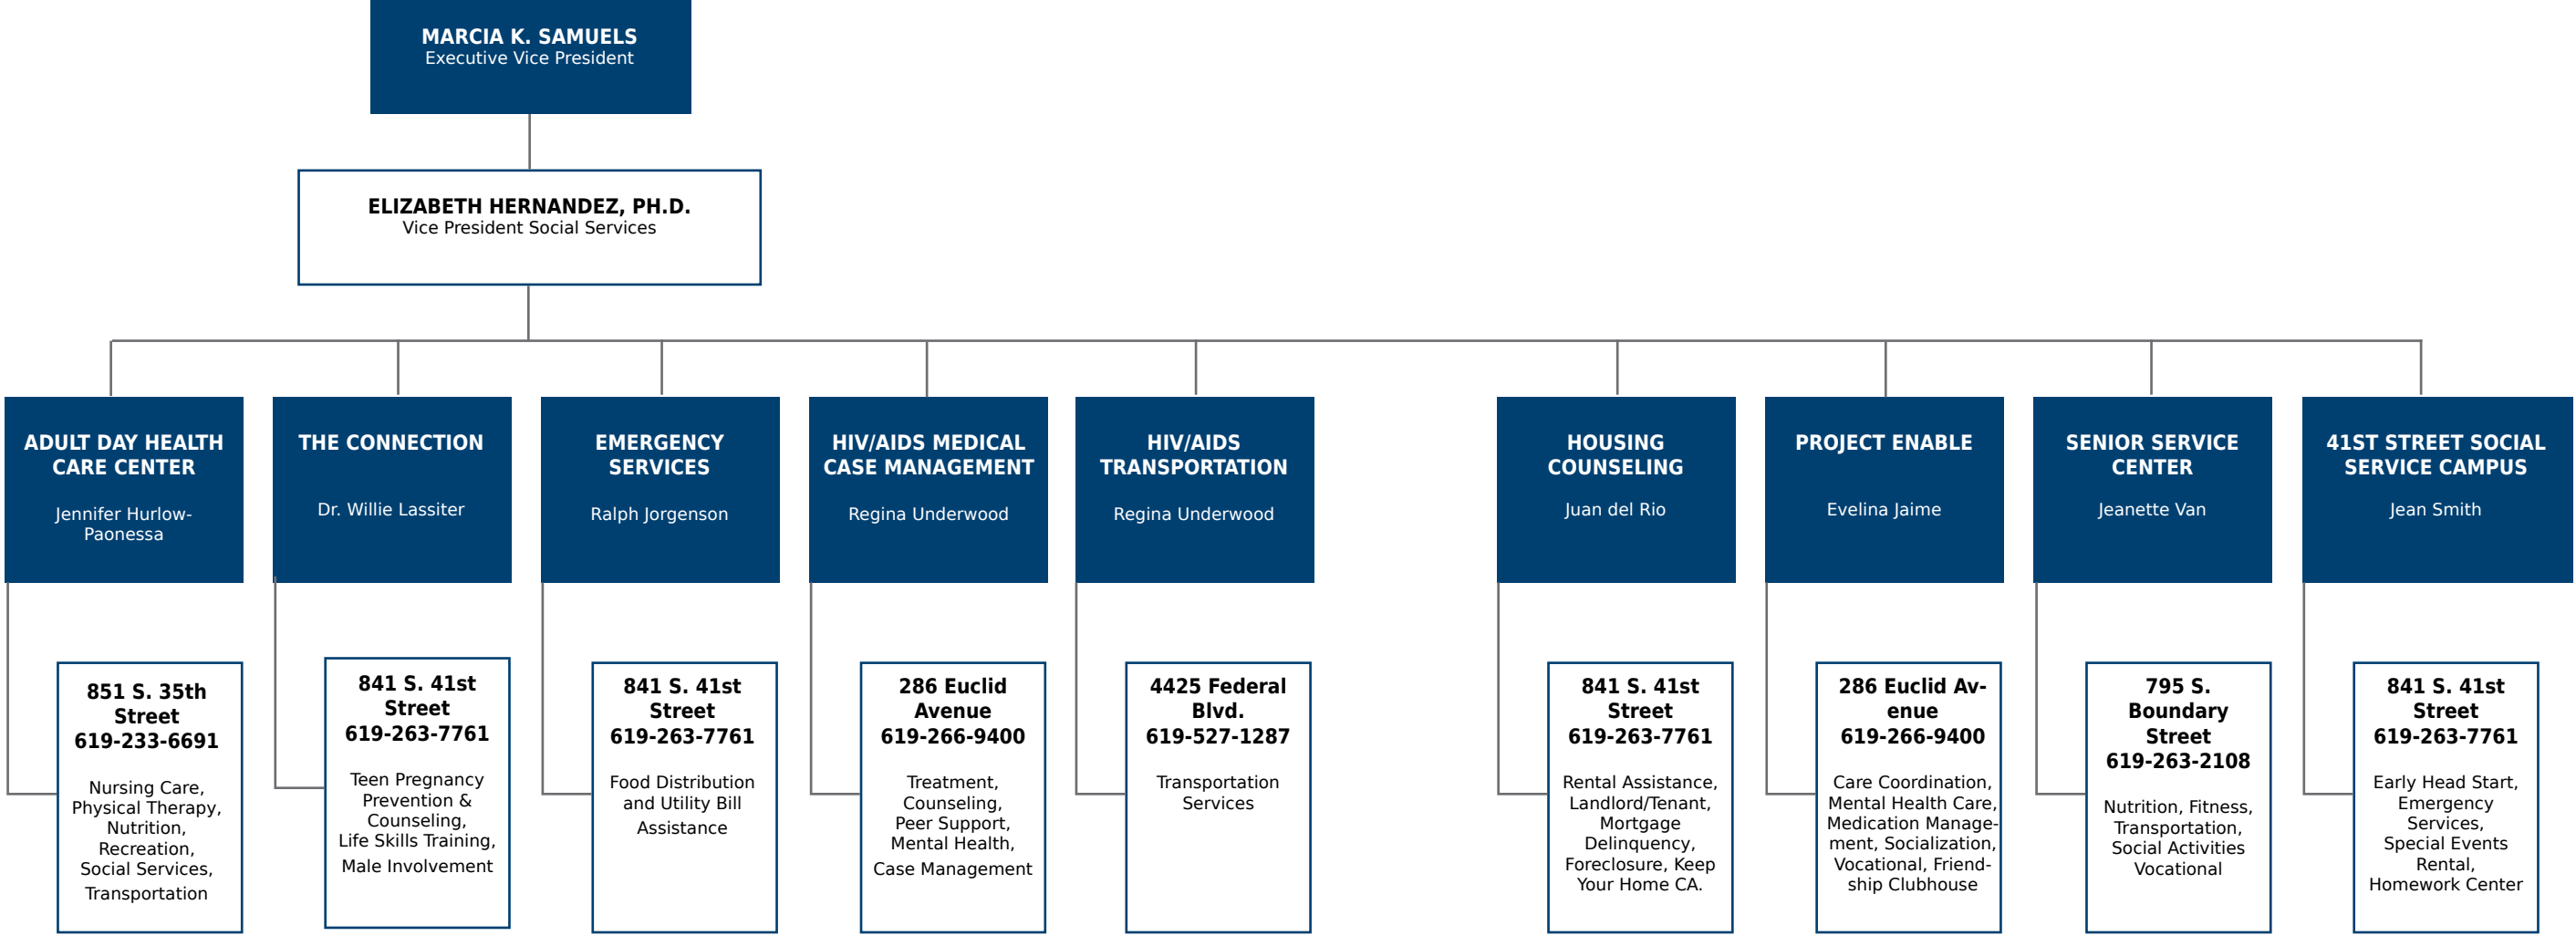 MARCIA K. SAMUELS
Executive Vice President
ELIZABETH HERNANDEZ, PH.D.
Vice President Social Services
ADULT DAY HEALTH
CARE CENTER
Jennifer Hurlow-
Paonessa
THE CONNECTION
Dr. Willie Lassiter
EMERGENCY
SERVICES
Ralph Jorgenson
HIV/AIDS MEDICAL
CASE MANAGEMENT
Regina Underwood
HIV/AIDS
TRANSPORTATION
Regina Underwood
HOUSING
COUNSELING
Juan del Rio
PROJECT ENABLE
Evelina Jaime
SENIOR SERVICE
CENTER
Jeanette Van
41ST STREET SOCIAL
SERVICE CAMPUS
Jean Smith
851 S. 35th
Street
619-233-6691
Nursing Care,
Physical Therapy,
Nutrition,
Recreation,
Social Services,
Transportation
841 S. 41st
Street
619-263-7761
Teen Pregnancy
Prevention &
Counseling,
Life Skills Training,
Male Involvement
841 S. 41st
Street
619-263-7761
Food Distribution
and Utility Bill
Assistance
286 Euclid
Avenue
619-266-9400
Treatment,
Counseling,
Peer Support,
Mental Health,
Case Management
4425 Federal
Blvd.
619-527-1287
Transportation
Services
841 S. 41st
Street
619-263-7761
Rental Assistance,
Landlord/Tenant,
Mortgage
Delinquency,
Foreclosure, Keep
Your Home CA.
286 Euclid Av-
enue
619-266-9400
Care Coordination,
Mental Health Care,
Medication Manage-
ment, Socialization,
Vocational, Friend-
ship Clubhouse
795 S.
Boundary
Street
619-263-2108
Nutrition, Fitness,
Transportation,
Social Activities
Vocational
841 S. 41st
Street
619-263-7761
Early Head Start,
Emergency
Services,
Special Events
Rental,
Homework Center